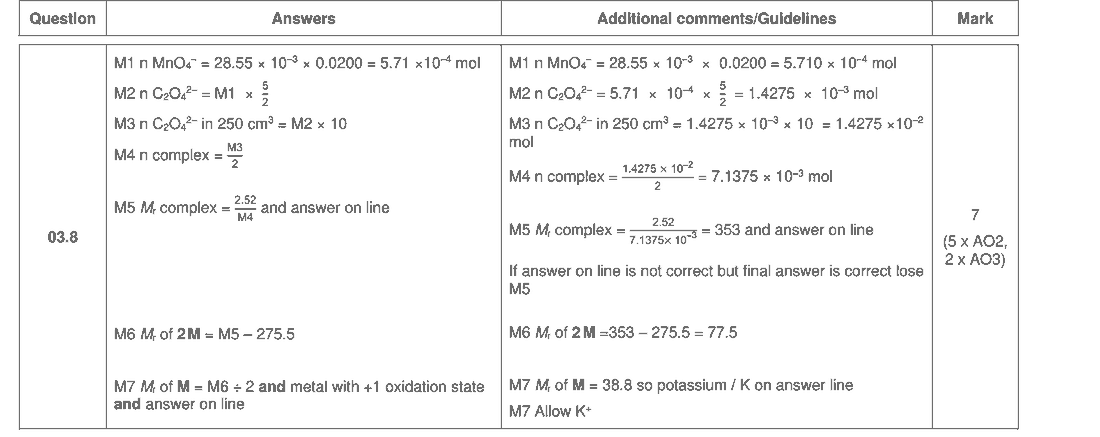 Question Answers Additional comments/Guidelines Mark
03.8
M1 n MnO₄⁻ = 28.55 × 10⁻³ × 0.0200 = 5.71 ×10⁻⁴ mol
M2 n C₂O₄²⁻ = M1 × 5/2
M3 n C₂O₄²⁻ in 250 cm³ = M2 × 10
M4 n complex = M3/2
M5 Mᵣ complex = 2.52/M4 and answer on line
M6 Mᵣ of 2M = M5 – 275.5
M7 Mᵣ of M = M6 ÷ 2 and metal with +1 oxidation state
and answer on line
M1 n MnO₄⁻ = 28.55 × 10⁻³ × 0.0200 = 5.710 × 10⁻⁴ mol
M2 n C₂O₄²⁻ = 5.71 × 10⁻⁴ × 5/2 = 1.4275 × 10⁻³ mol
M3 n C₂O₄²⁻ in 250 cm³ = 1.4275 × 10⁻³ × 10 = 1.4275 ×10⁻²
mol
M4 n complex = 1.4275 × 10⁻²/2 = 7.1375 × 10⁻³ mol
M5 Mᵣ complex = 2.52/7.1375× 10⁻³ = 353 and answer on line
If answer on line is not correct but final answer is correct lose
M5
M6 Mᵣ of 2M =353 – 275.5 = 77.5
M7 Mᵣ of M = 38.8 so potassium / K on answer line
M7 Allow K⁺
7
(5 x AO2,
2 x AO3)